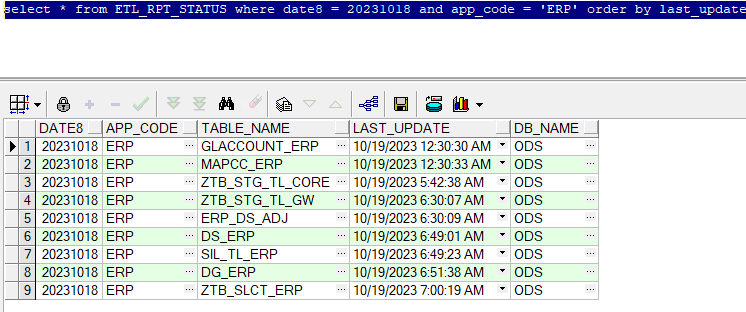 select * from ETL_RPT_STATUS where date8 = 20231018 and app_code = 'ERP' order by last_update
DATE8 APP_CODE TABLE_NAME LAST_UPDATE DB_NAME
1 20231018 ERP GLACCOUNT_ERP 10/19/2023 12:30:30 AM ODS
2 20231018 ERP MAPCC_ERP 10/19/2023 12:30:33 AM ODS
3 20231018 ERP ZTB_STG_TL_CORE 10/19/2023 5:42:38 AM ODS
4 20231018 ERP ZTB_STG_TL_GW 10/19/2023 6:30:07 AM ODS
5 20231018 ERP ERP_DS_ADJ 10/19/2023 6:30:09 AM ODS
6 20231018 ERP DS_ERP 10/19/2023 6:49:01 AM ODS
7 20231018 ERP SIL_TL_ERP 10/19/2023 6:49:23 AM ODS
8 20231018 ERP DG_ERP 10/19/2023 6:51:38 AM ODS
9 20231018 ERP ZTB_SLCT_ERP 10/19/2023 7:00:19 AM ODS